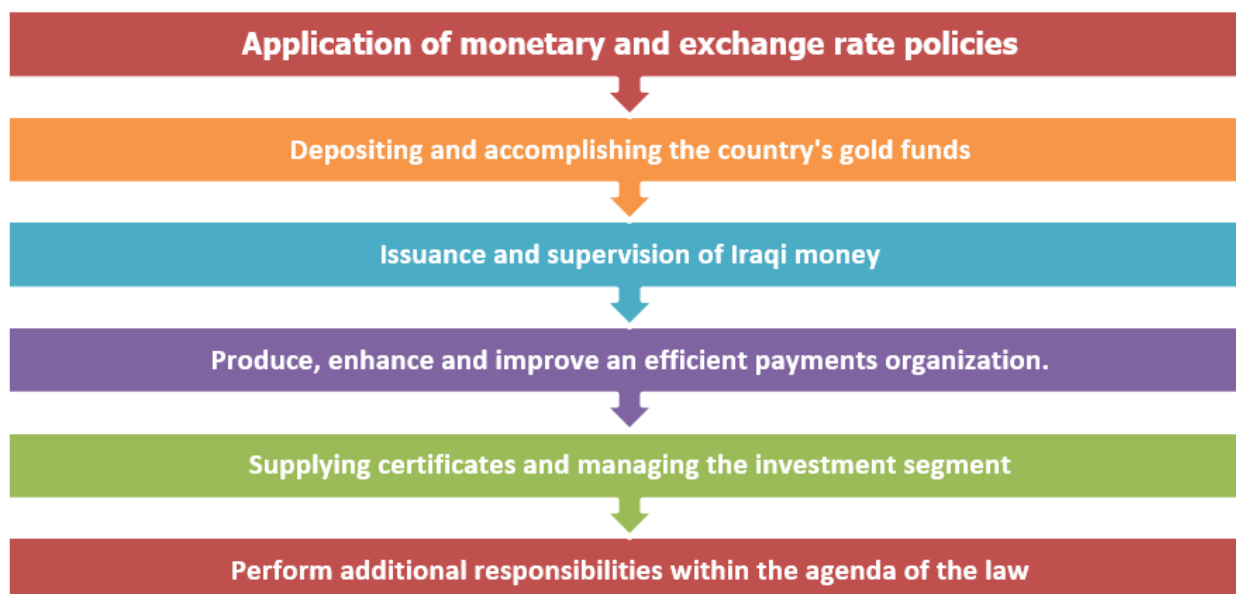 Application of monetary and exchange rate policies
Depositing and accomplishing the country's gold funds
Issuance and supervision of Iraqi money
Produce, enhance and improve an efficient payments organization.
Supplying certificates and managing the investment segment
Perform additional responsibilities within the agenda of the law